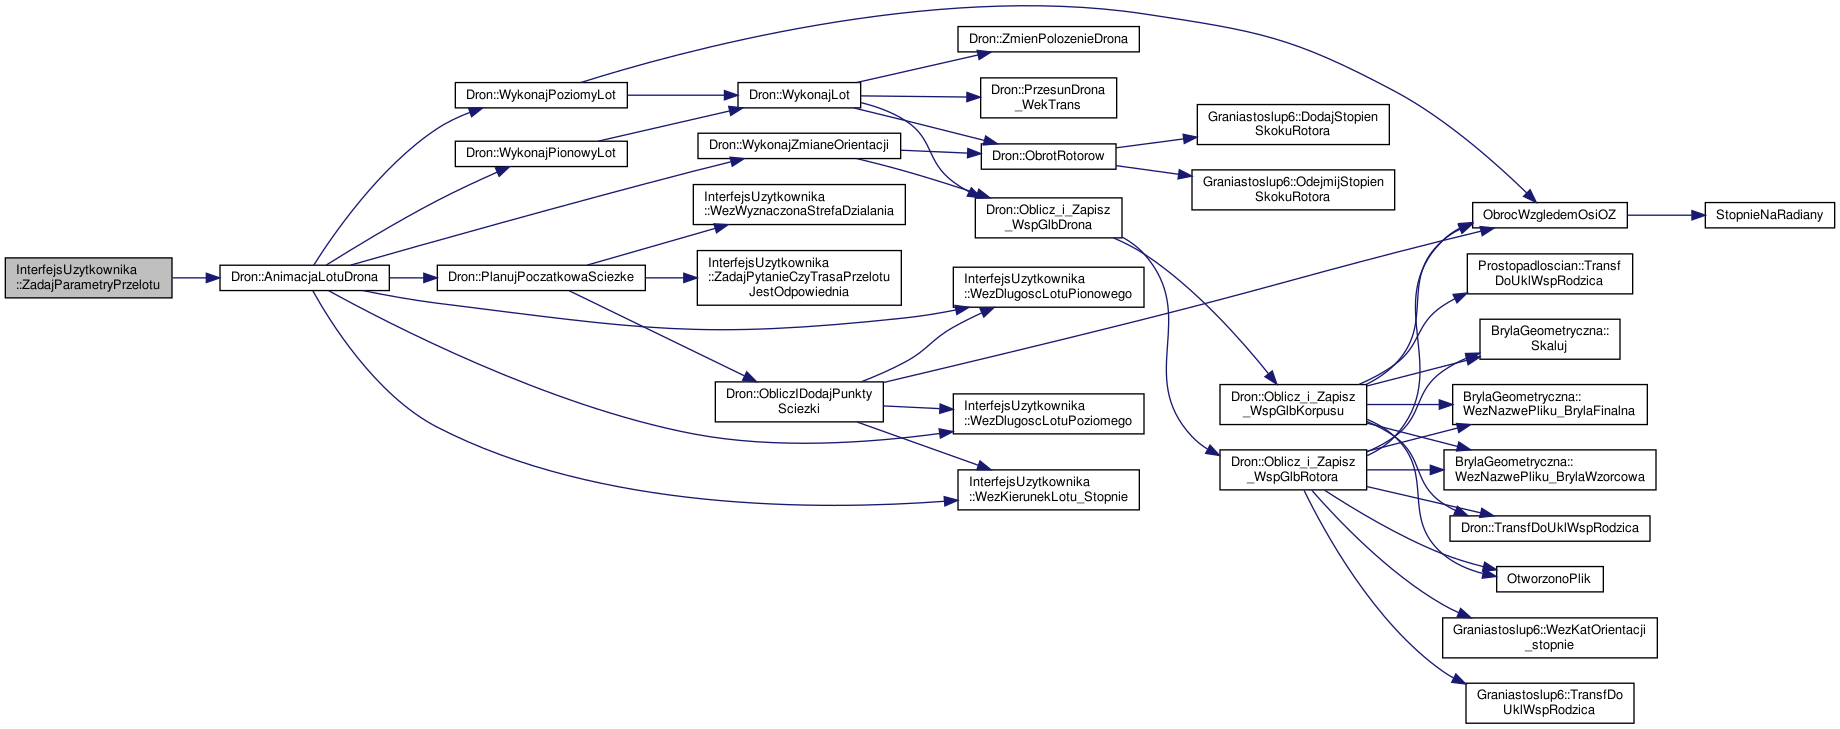 InterfejsUzytkownika
::ZadajParametryPrzelotu
Dron::AnimacjaLotuDrona
Dron::WykonajPoziomyLot
Dron::WykonajPionowyLot
Dron::PlanujPoczatkowaSciezke
Dron::WykonajLot
Dron::WykonajZmianeOrientacji
InterfejsUzytkownika
::WezWyznaczonaStrefaDzialania
InterfejsUzytkownika
::ZadajPytanieCzyTrasaPrzelotu
JestOdpowiednia
Dron::ObliczIDodajPunkty
Sciezki
Dron::ZmienPolozenieDrona
Dron::PrzesunDrona
_WekTrans
Dron::ObrotRotorow
Dron::Oblicz_i_Zapisz
_WspGlbDrona
InterfejsUzytkownika
::WezDlugoscLotuPionowego
InterfejsUzytkownika
::WezDlugoscLotuPoziomego
InterfejsUzytkownika
::WezKierunekLotu_Stopnie
Graniastoslup6::DodajStopien
SkokuRotora
Graniastoslup6::OdejmijStopien
SkokuRotora
Dron::Oblicz_i_Zapisz
_WspGlbKorpusu
Dron::Oblicz_i_Zapisz
_WspGlbRotora
ObrocWzgledemOsiOZ
StopnieNaRadiany
Prostopadloscian::Transf
DoUklWspRodzica
BrylaGeometryczna::
Skaluj
BrylaGeometryczna::
WezNazwePliku_BrylaFinalna
BrylaGeometryczna::
WezNazwePliku_BrylaWzorcowa
Dron::TransfDoUklWspRodzica
OtworzonoPlik
Graniastoslup6::WezKatOrientacji
_stopnie
Graniastoslup6::TransfDo
UklWspRodzica